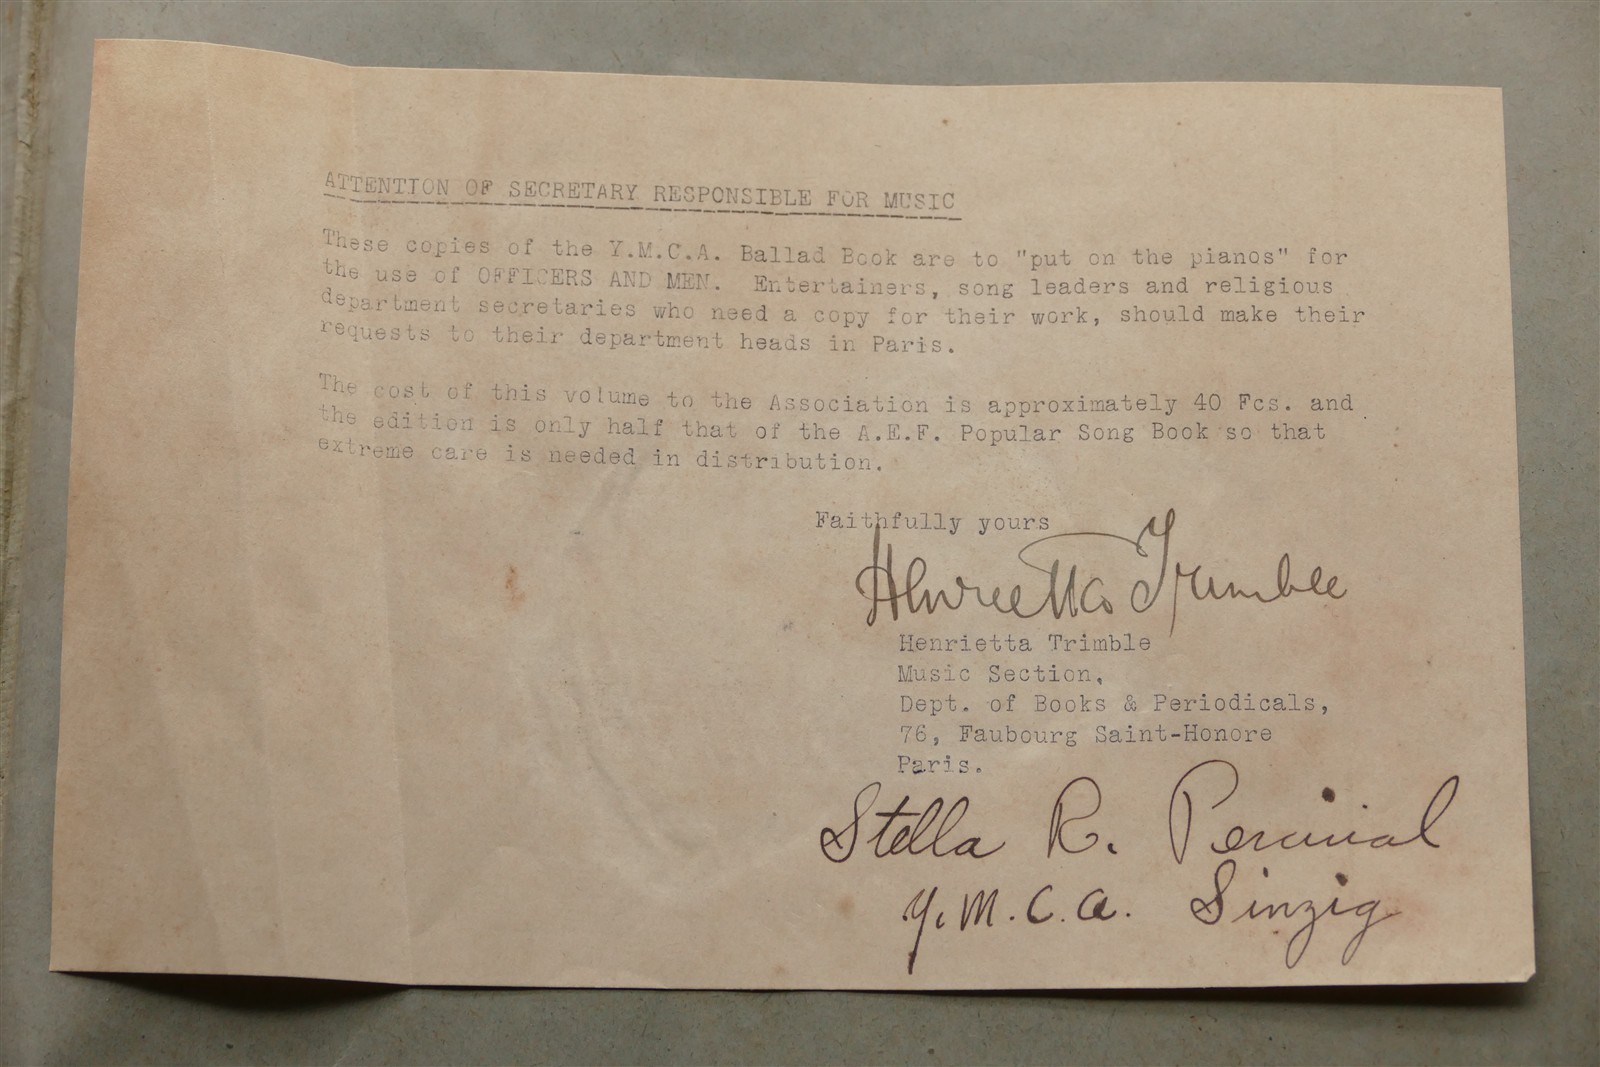 ATTENTION OF SECRETARY RESPONSIBLE FOR MUSIC
These copies of the Y.M.C.A. Ballad Book are to "put on the pianos" for
the use of OFFICERS AND MEN. Entertainers, song leaders and religious
department secretaries who need a copy for their work, should make their
requests to their department heads in Paris.
The cost of this volume to the Association is approximately 40 Fcs. and
the edition is only half that of the A.E.F. Popular Song Book so that
extreme care is needed in distribution.
Faithfully yours
Henrietta Trimble
Henrietta Trimble
Music Section,
Dept. of Books & Periodicals,
76, Faubourg Saint-Honore
Paris.
Stella R. Percival
Y.M.C.A. Sinzig